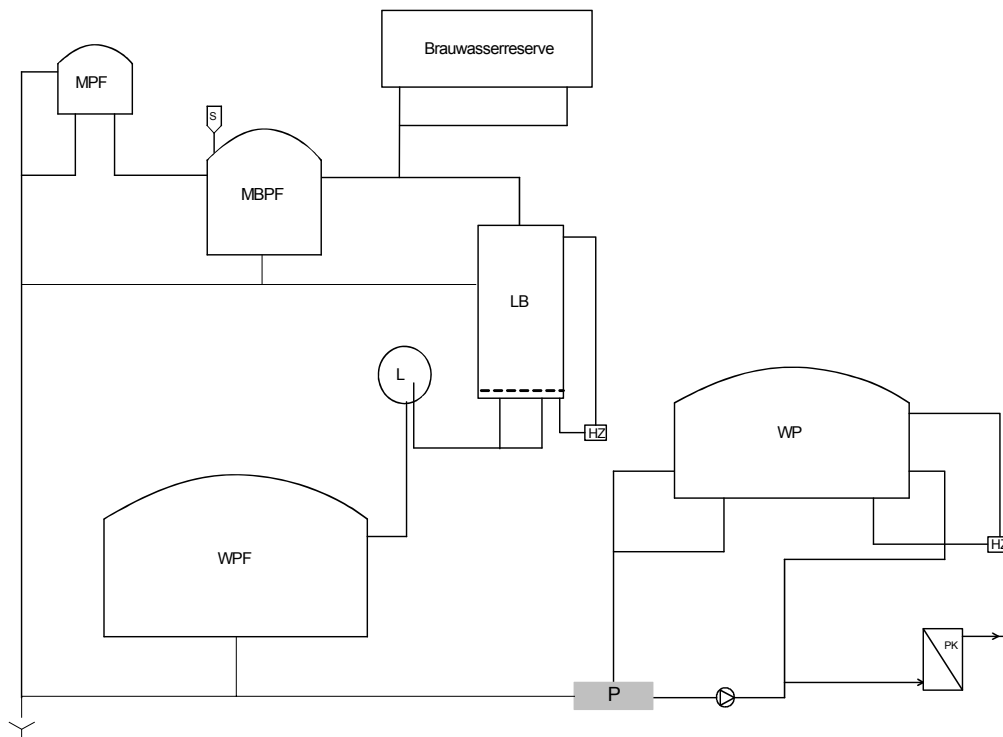 Brauwasserreserve
MPF
S
MBPF
LB
L
HZ
WP
WPF
HZ
PK
P